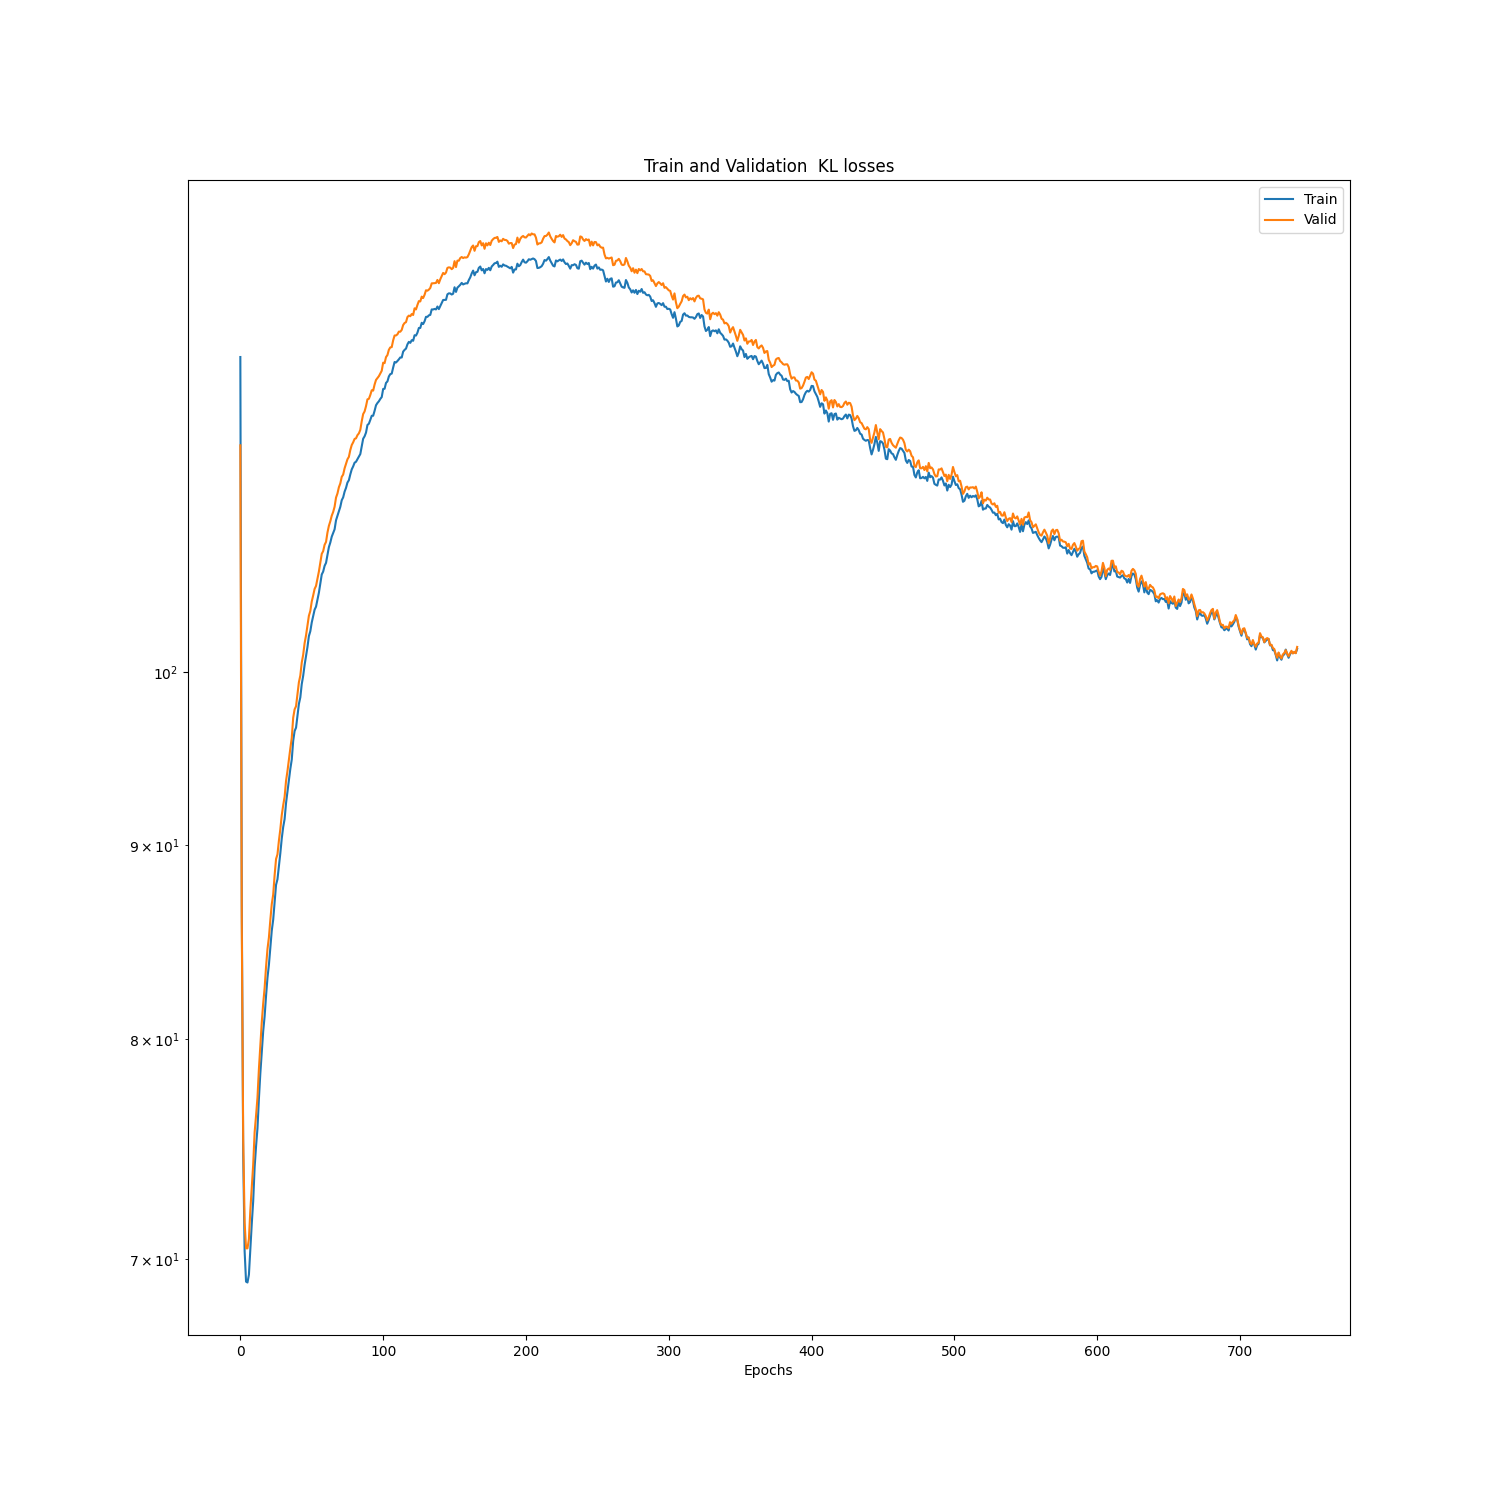 Train and Validation  KL losses
Train
Valid
10²
9 × 10¹
8 × 10¹
7 × 10¹
0 100 200 300 400 500 600 700
Epochs